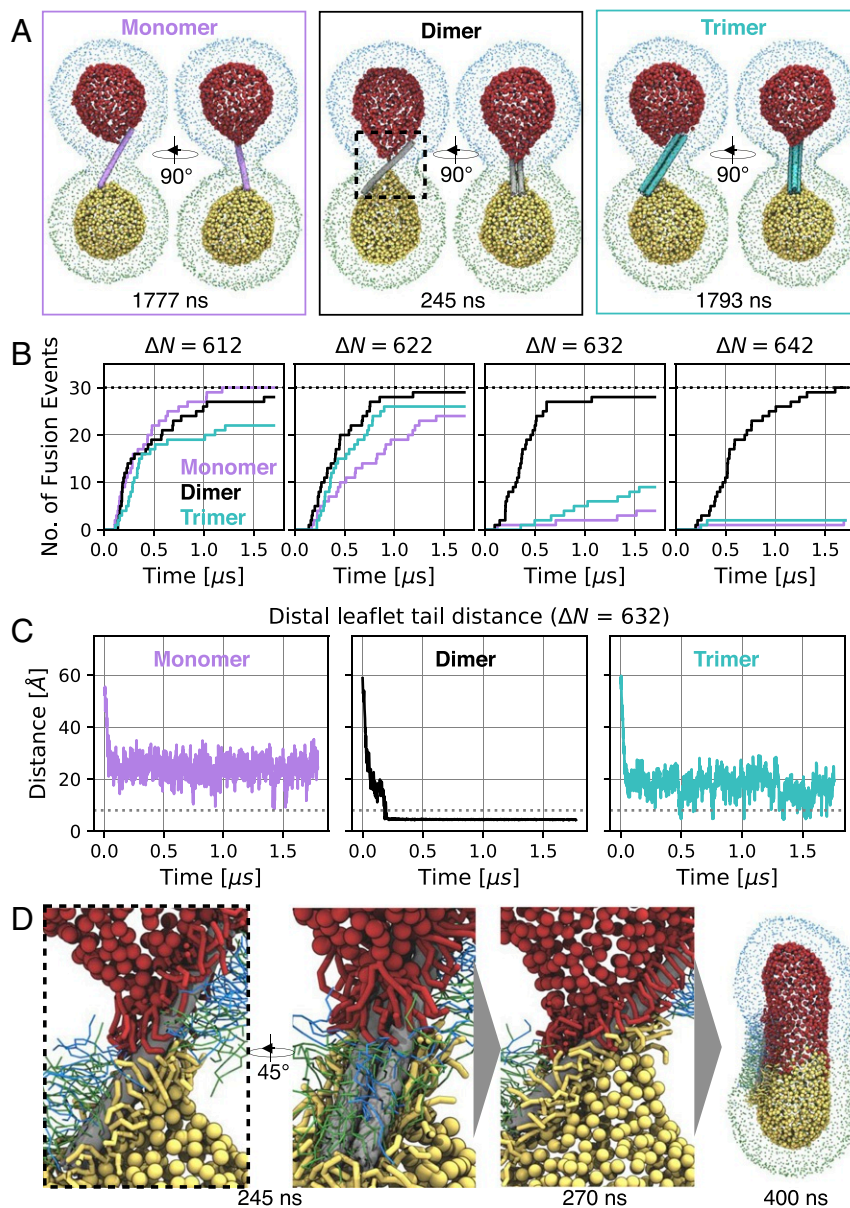 A
Monomer
Dimer
Trimer
90°
90°
90°
1777 ns
245 ns
1793 ns
B
ΔN = 612
ΔN = 622
ΔN = 632
ΔN = 642
No. of Fusion Events
30
20
10
0
Monomer
Dimer
Trimer
0.0 0.5 1.0 1.5
0.0 0.5 1.0 1.5
0.0 0.5 1.0 1.5
0.0 0.5 1.0 1.5
Time [μs]
Time [μs]
Time [μs]
Time [μs]
C
Distal leaflet tail distance (ΔN = 632)
Monomer
Dimer
Trimer
Distance [Å]
60
40
20
0
0.0 0.5 1.0 1.5
0.0 0.5 1.0 1.5
0.0 0.5 1.0 1.5
Time [μs]
Time [μs]
Time [μs]
D
45°
245 ns
270 ns
400 ns